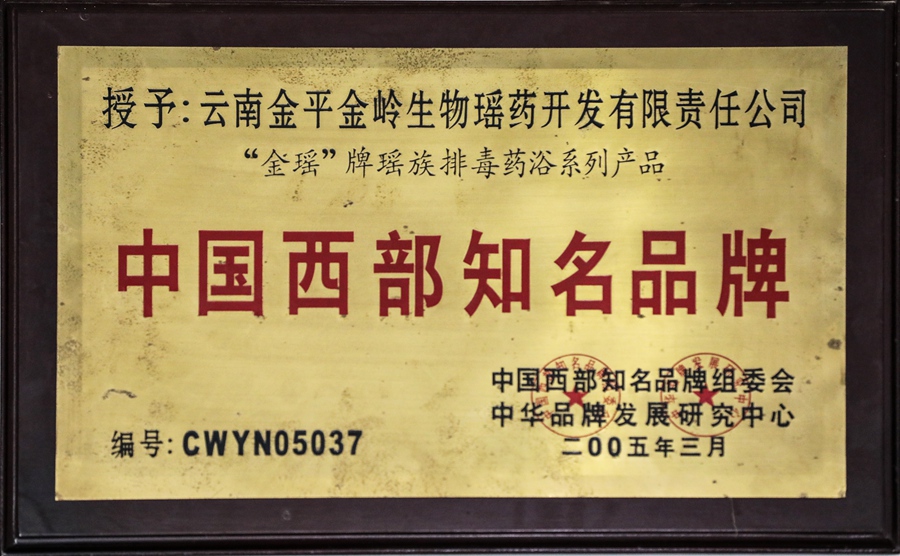 授予:云南金平金岭生物瑶药开发有限责任公司
“金瑶”牌瑶族排毒药浴系列产品
中国西部知名品牌
中国西部知名品牌组委会
中华品牌发展研究中心
二00五年三月
编号:CWYN05037